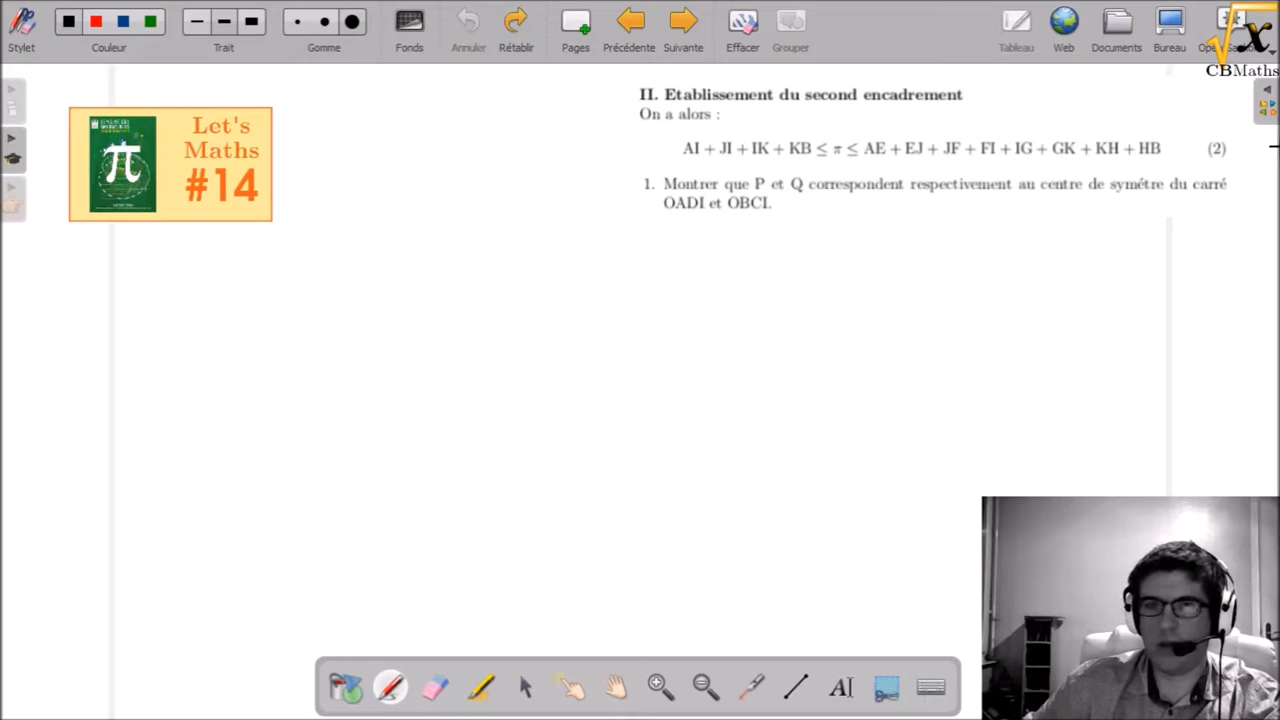 Stylet
Couleur
Trait
Gomme
Fonds
Annuler
Rétablir
Pages
Précédente
Suivante
Effacer
Grouper
Tableau
Web
Documents
Bureau
x
CBMaths
Let's
Maths
#14
π
II. Etablissement du second encadrement
On a alors :
AI + JI + IK + KB ≤ π ≤ AE + EJ + JF + FI + IG + GK + KH + HB (2)
1. Montrer que P et Q correspondent respectivement au centre de symétre du carré
OADI et OBCI.
AI